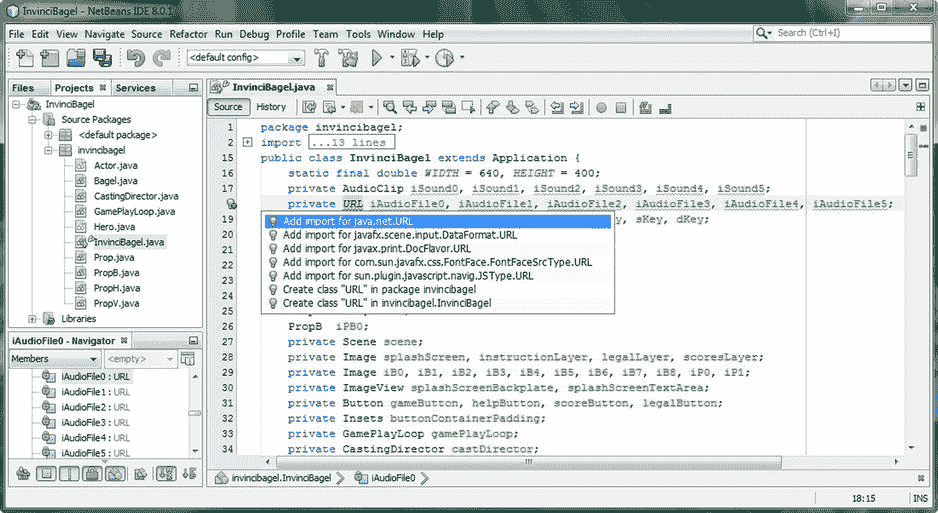 InvinciBagel - NetBeans IDE 8.0.1
File Edit View Navigate Source Refactor Run Debug Profile Team Tools Window Help
Search (Ctrl+I)
<default config>
Files Projects Services
InvinciBagel
Source Packages
<default package>
invincibagel
Actor.java
Bagel.java
CastingDirector.java
GamePlayLoop.java
Hero.java
InvinciBagel.java
Prop.java
PropB.java
PropH.java
PropV.java
Libraries
iAudioFile0 - Navigator
Members
<empty>
iAudioFile0 : URL
iAudioFile1 : URL
iAudioFile2 : URL
iAudioFile3 : URL
iAudioFile4 : URL
iAudioFile5 : URL
InvinciBagel.java
Source History
1 package invincibagel;
2 import ...13 lines
15 public class InvinciBagel extends Application {
16 static final double WIDTH = 640, HEIGHT = 400;
17 private AudioClip iSound0, iSound1, iSound2, iSound3, iSound4, iSound5;
private URL iAudioFile0, iAudioFile1, iAudioFile2, iAudioFile3, iAudioFile4, iAudioFile5;
19 y, sKey, dKey;
Add import for java.net.URL
Add import for javafx.scene.input.DataFormat.URL
Add import for javax.print.DocFlavor.URL
Add import for com.sun.javafx.css.FontFace.FontFaceSrcType.URL
Add import for sun.plugin.javascript.navig.JSType.URL
Create class "URL" in package invincibagel
Create class "URL" in invincibagel.InvinciBagel
26 PropB iPB0;
27 private Scene scene;
28 private Image splashScreen, instructionLayer, legalLayer, scoresLayer;
29 private Image iB0, iB1, iB2, iB3, iB4, iB5, iB6, iB7, iB8, iP0, iP1;
30 private ImageView splashScreenBackplate, splashScreenTextArea;
31 private Button gameButton, helpButton, scoreButton, legalButton;
32 private Insets buttonContainerPadding;
33 private GamePlayLoop gamePlayLoop;
34 private CastingDirector castDirector;
invincibagel.InvinciBagel iAudioFile0
18:15 INS